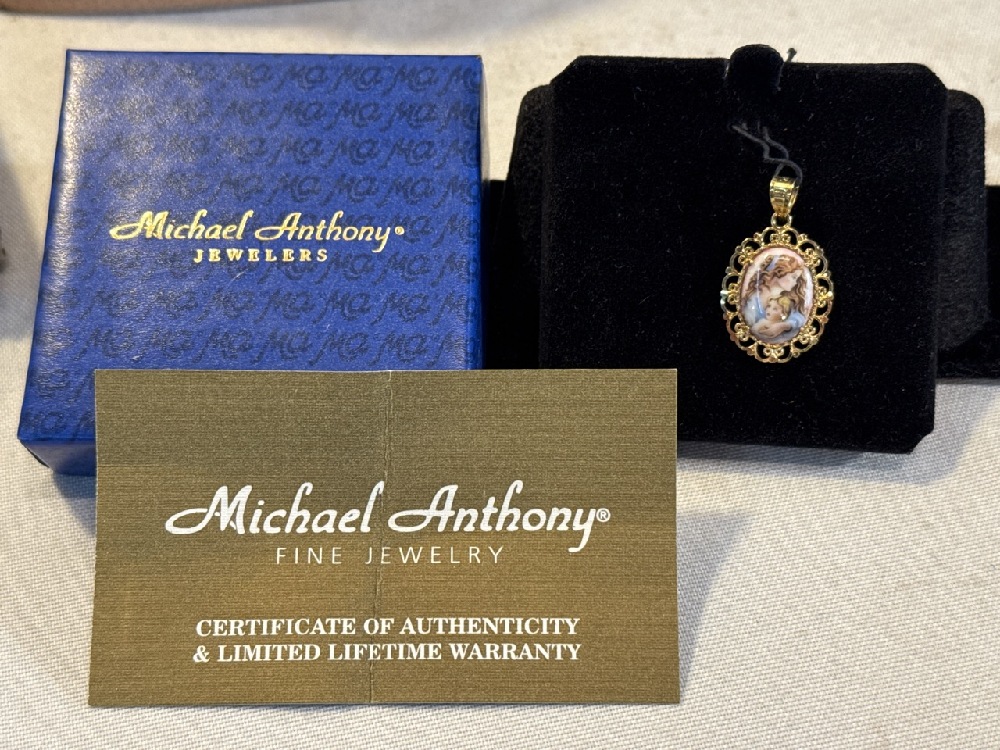 Michael Anthony®
JEWELERS
Michael Anthony®
FINE JEWELRY
CERTIFICATE OF AUTHENTICITY
& LIMITED LIFETIME WARRANTY